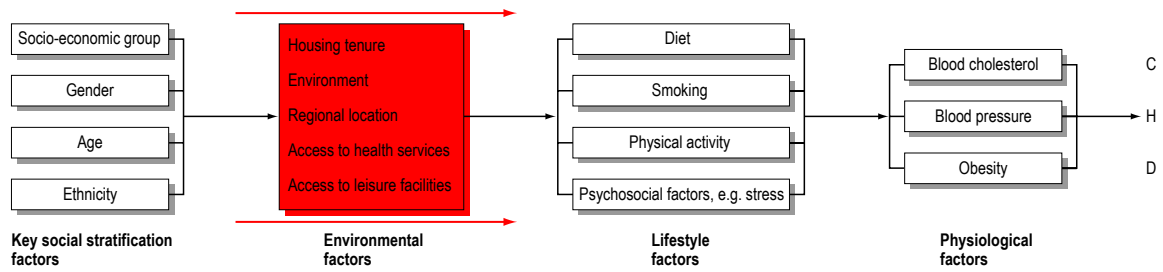 Socio-economic group
Gender
Age
Ethnicity
Key social stratification
factors
Housing tenure
Environment
Regional location
Access to health services
Access to leisure facilities
Environmental
factors
Diet
Smoking
Physical activity
Psychosocial factors, e.g. stress
Lifestyle
factors
Blood cholesterol
Blood pressure
Obesity
Physiological
factors
C
H
D